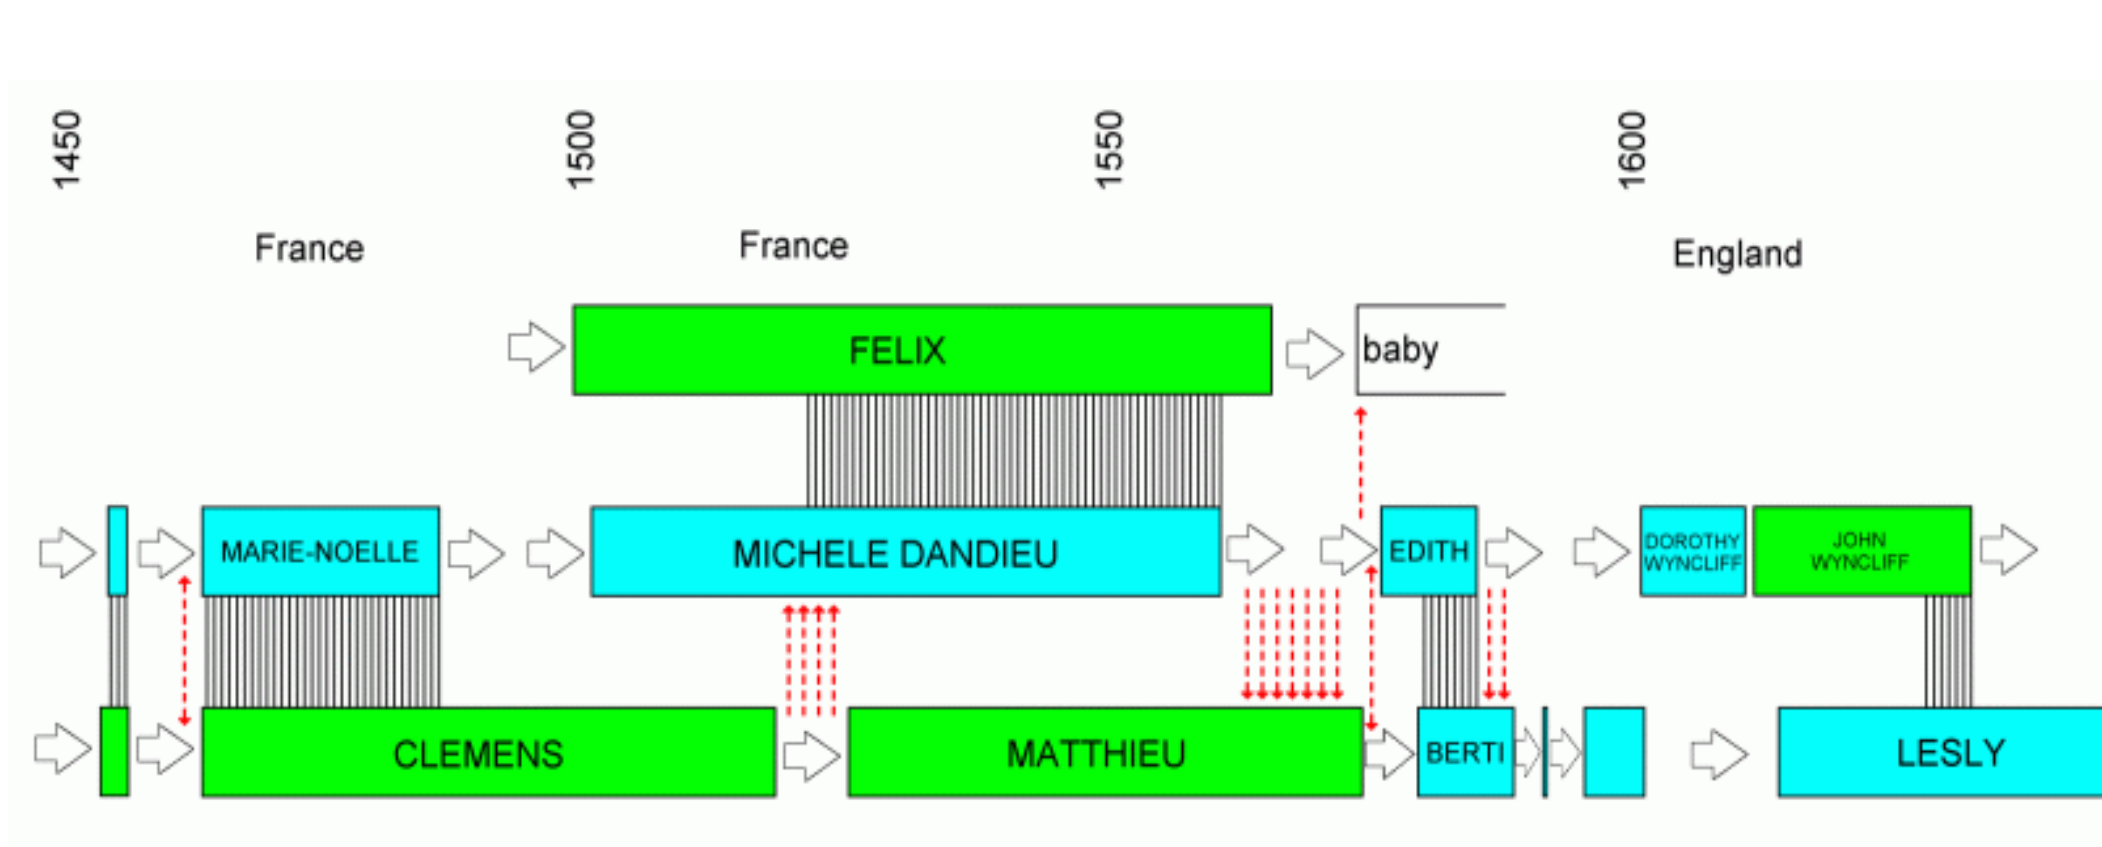 1450
1500
1550
1600
France
France
England
FELIX
baby
MARIE-NOELLE
MICHELE DANDIEU
EDITH
DOROTHY
WYNCLIFF
JOHN
WYNCLIFF
CLEMENS
MATTHIEU
BERTI
LESLY